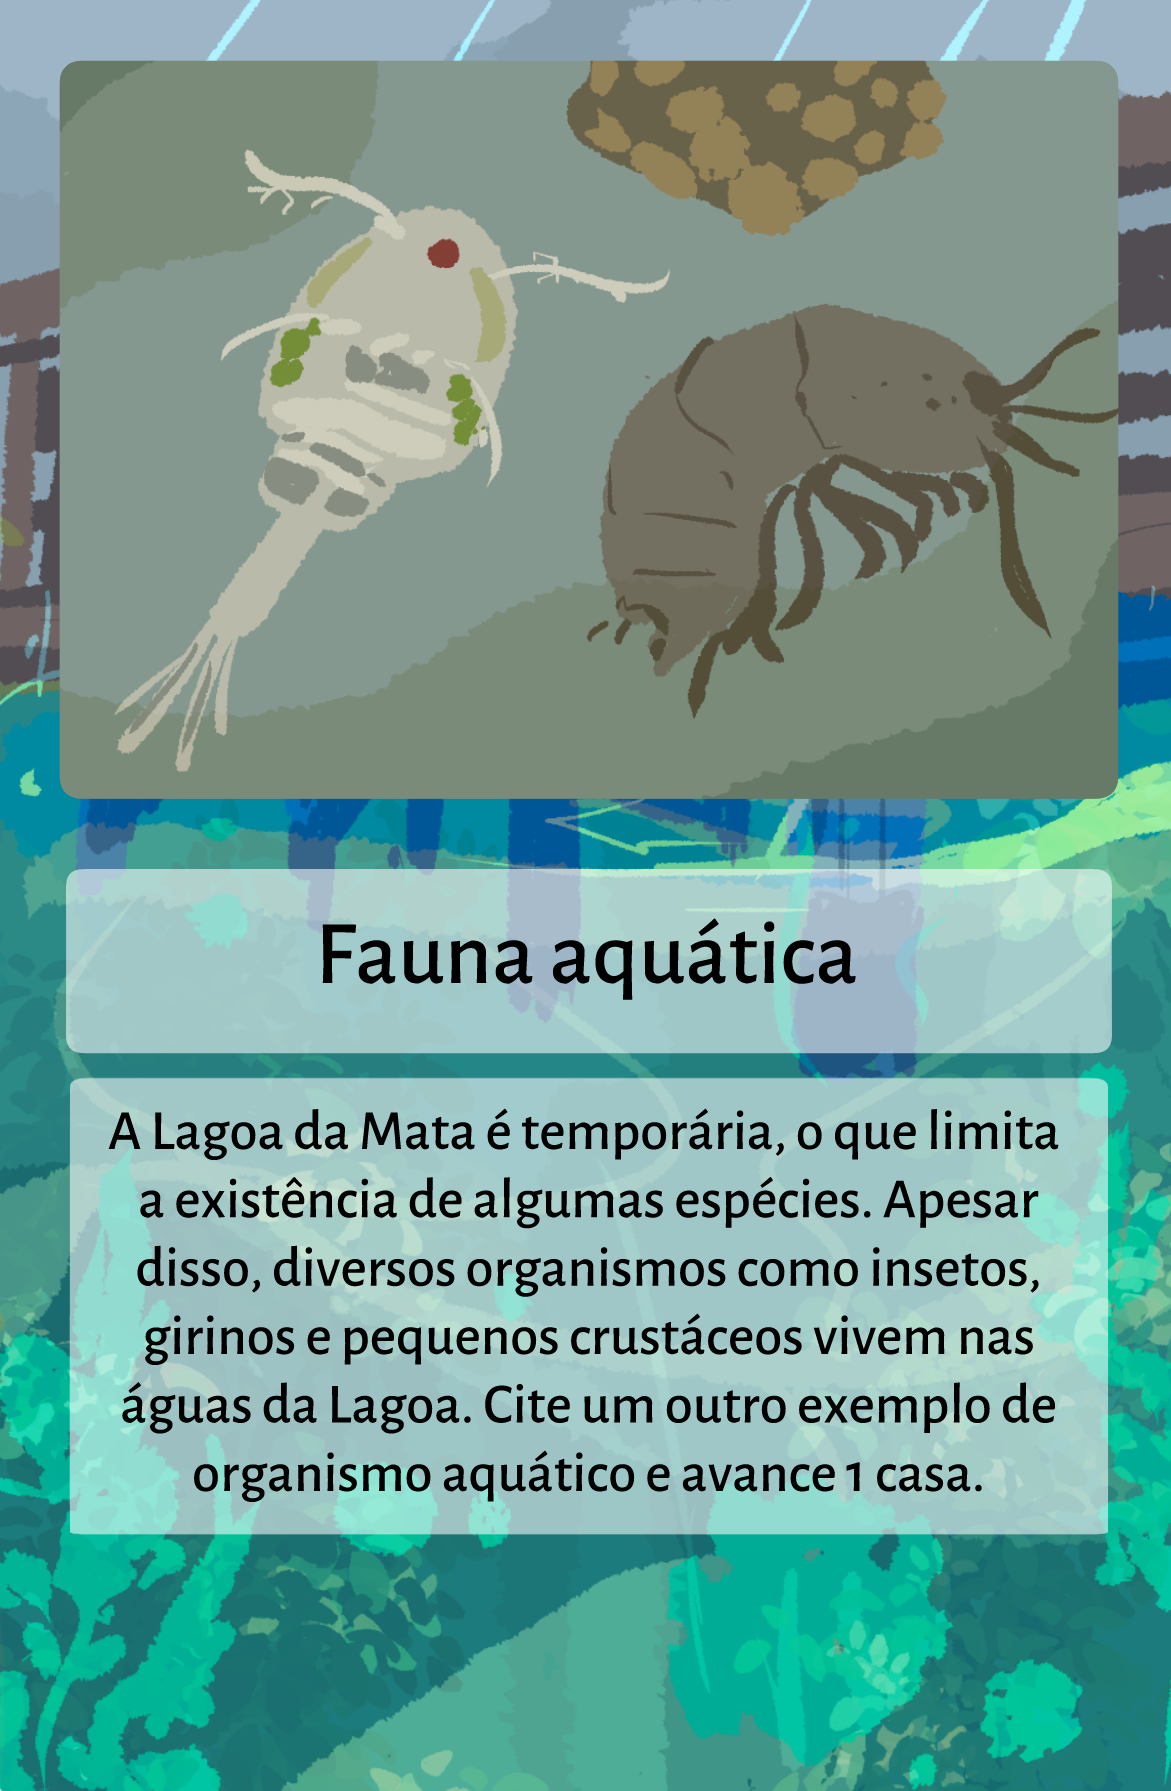 Fauna aquática
A Lagoa da Mata é temporária, o que limita
a existência de algumas espécies. Apesar
disso, diversos organismos como insetos,
girinos e pequenos crustáceos vivem nas
águas da Lagoa. Cite um outro exemplo de
organismo aquático e avance 1 casa.